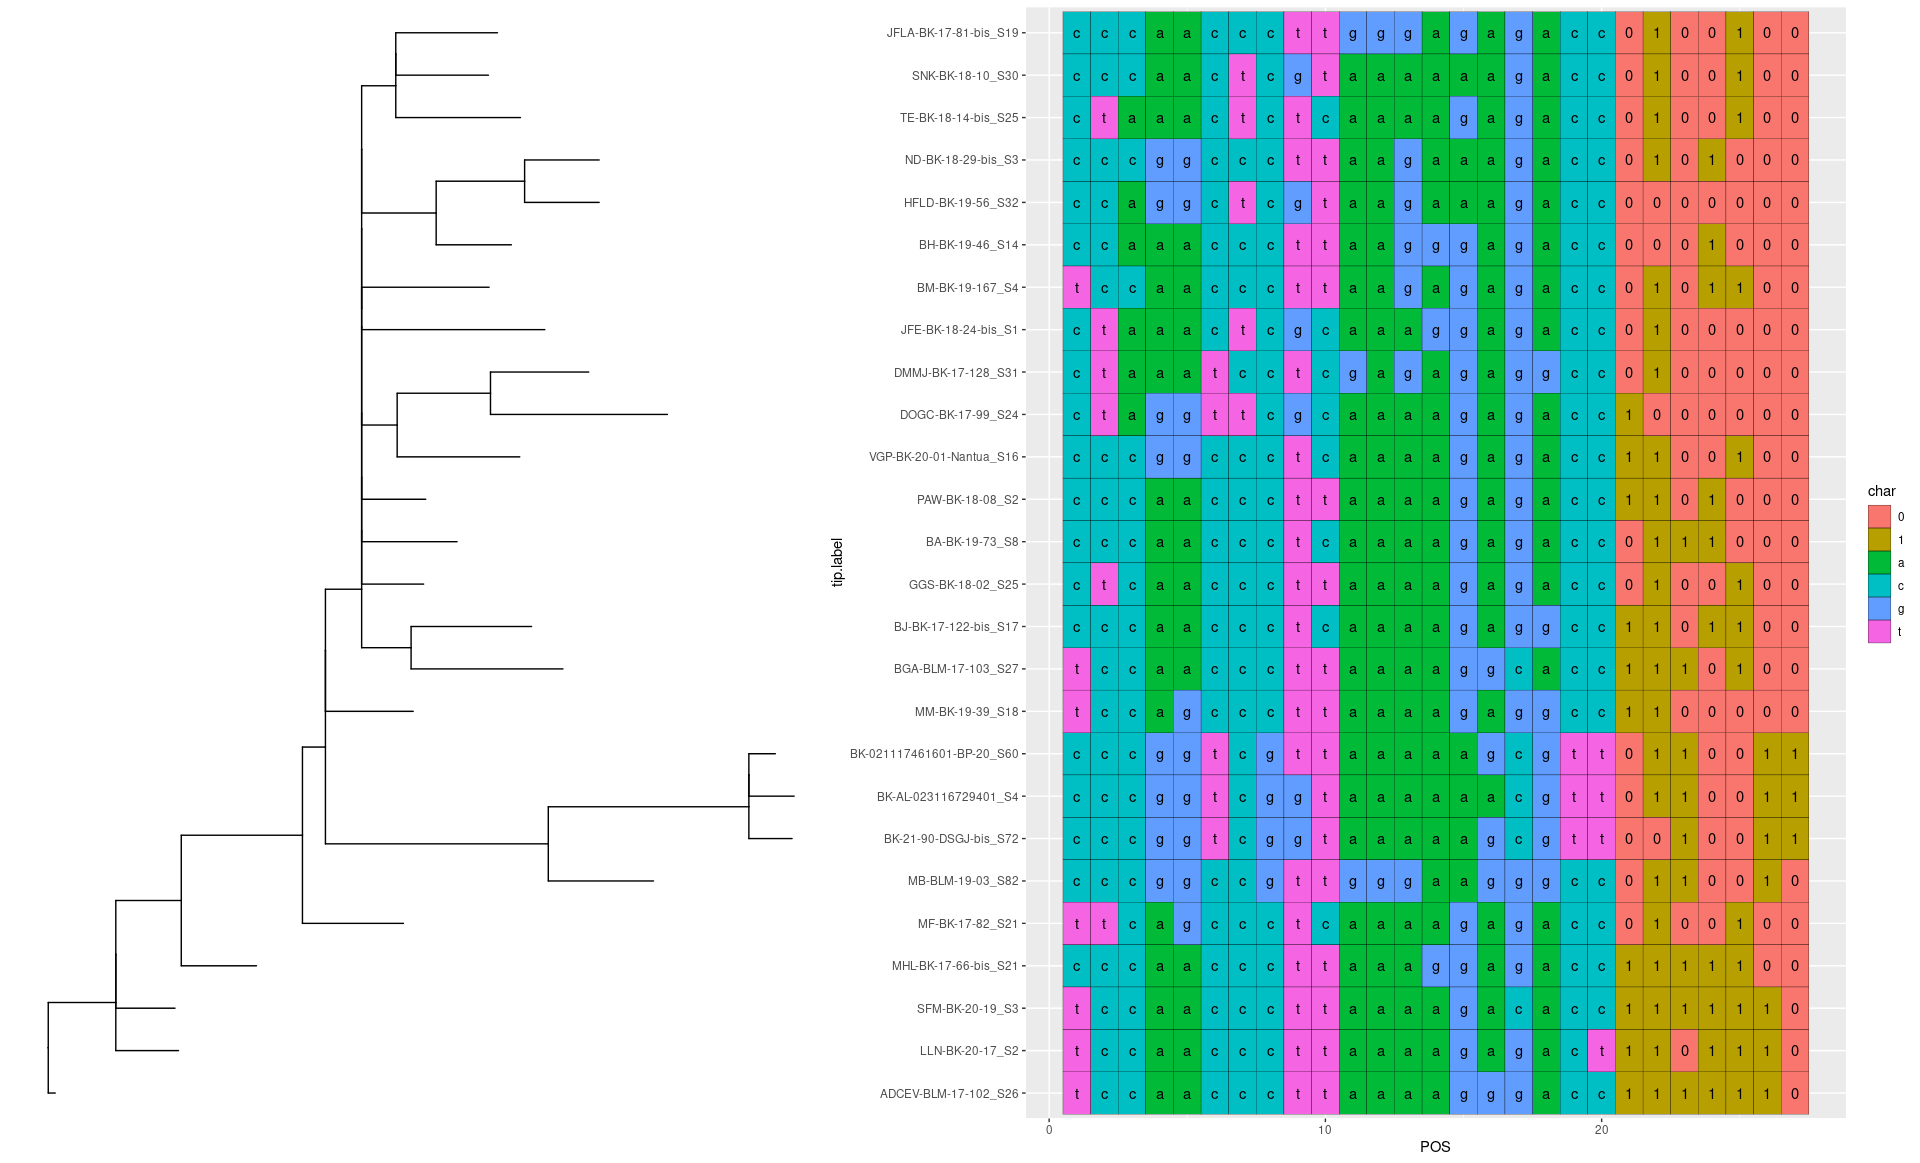 JFLA-BK-17-81-bis_S19 c c c a a c c c t t g g g a g a g a c c 0 1 0 0 1 0 0
SNK-BK-18-10_S30 c c c a a c t c g t a a a a a a g a c c 0 1 0 0 1 0 0
TE-BK-18-14-bis_S25 c t a a a c t c t c a a a a g a g a c c 0 1 0 0 1 0 0
ND-BK-18-29-bis_S3 c c c g g c c c t t a a g a a a g a c c 0 1 0 1 0 0 0
HFLD-BK-19-56_S32 c c a g g c t c g t a a g a a a g a c c 0 0 0 0 0 0 0
BH-BK-19-46_S14 c c a a a c c c t t a a g g g a g a c c 0 0 0 1 0 0 0
BM-BK-19-167_S4 t c c a a c c c t t a a g a g a g a c c 0 1 0 1 1 0 0
JFE-BK-18-24-bis_S1 c t a a a c t c g c a a a g g a g a c c 0 1 0 0 0 0 0
DMMJ-BK-17-128_S31 c t a a a t c c t c g a g a g a g g c c 0 1 0 0 0 0 0
DOGC-BK-17-99_S24 c t a g g t t c g c a a a a g a g a c c 1 0 0 0 0 0 0
VGP-BK-20-01-Nantua_S16 c c c g g c c c t c a a a a g a g a c c 1 1 0 0 1 0 0
PAW-BK-18-08_S2 c c c a a c c c t t a a a a g a g a c c 1 1 0 1 0 0 0
BA-BK-19-73_S8 c c c a a c c c t c a a a a g a g a c c 0 1 1 1 0 0 0
GGS-BK-18-02_S25 c t c a a c c c t t a a a a g a g a c c 0 1 0 0 1 0 0
BJ-BK-17-122-bis_S17 c c c a a c c c t c a a a a g a g g c c 1 1 0 1 1 0 0
BGA-BLM-17-103_S27 t c c a a c c c t t a a a a g g c a c c 1 1 1 0 1 0 0
MM-BK-19-39_S18 t c c a g c c c t t a a a a g a g g c c 1 1 0 0 0 0 0
BK-021117461601-BP-20_S60 c c c g g t c g t t a a a a a g c g t t 0 1 1 0 0 1 1
BK-AL-023116729401_S4 c c c g g t c g g t a a a a a a c g t t 0 1 1 0 0 1 1
BK-21-90-DSGJ-bis_S72 c c c g g t c g g t a a a a a g c g t t 0 0 1 0 0 1 1
MB-BLM-19-03_S82 c c c g g c c g t t g g g a a g g g c c 0 1 1 0 0 1 0
MF-BK-17-82_S21 t t c a g c c c t c a a a a g a g a c c 0 1 0 0 1 0 0
MHL-BK-17-66-bis_S21 c c c a a c c c t t a a a g g a g a c c 1 1 1 1 1 0 0
SFM-BK-20-19_S3 t c c a a c c c t t a a a a g a c a c c 1 1 1 1 1 1 0
LLN-BK-20-17_S2 t c c a a c c c t t a a a a g a g a c t 1 1 0 1 1 1 0
ADCEV-BLM-17-102_S26 t c c a a c c c t t a a a a g g g a c c 1 1 1 1 1 1 0
0 10 20
POS
tip.label
char
0
1
a
c
g
t